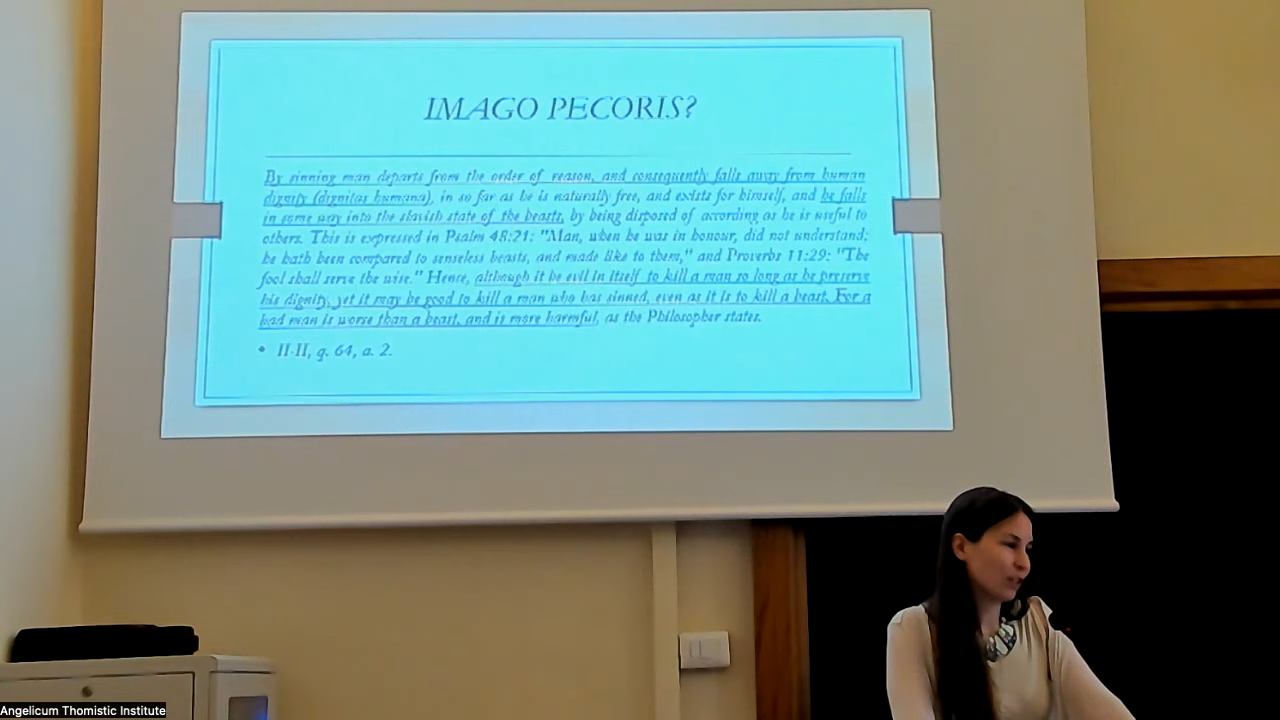 IMAGO PECORIS?
By sinning man departs from the order of reason, and consequently falls away from human
dignity (dignitas humana), in so far as he is naturally free, and exists for himself, and he falls
in some way into the slavish state of the beasts, by being disposed of according as he is useful to
others. This is expressed in Psalm 48:21: "Man, when he was in honour, did not understand;
he hath been compared to senseless beasts, and made like to them," and Proverbs 11:29: "The
fool shall serve the wise." Hence, although it be evil in itself to kill a man so long as he preserve
his dignity, yet it may be good to kill a man who has sinned, even as it is to kill a beast. For a
bad man is worse than a beast, and is more harmful, as the Philosopher states.
• II-II, q. 64, a. 2.
Angelicum Thomistic Institute